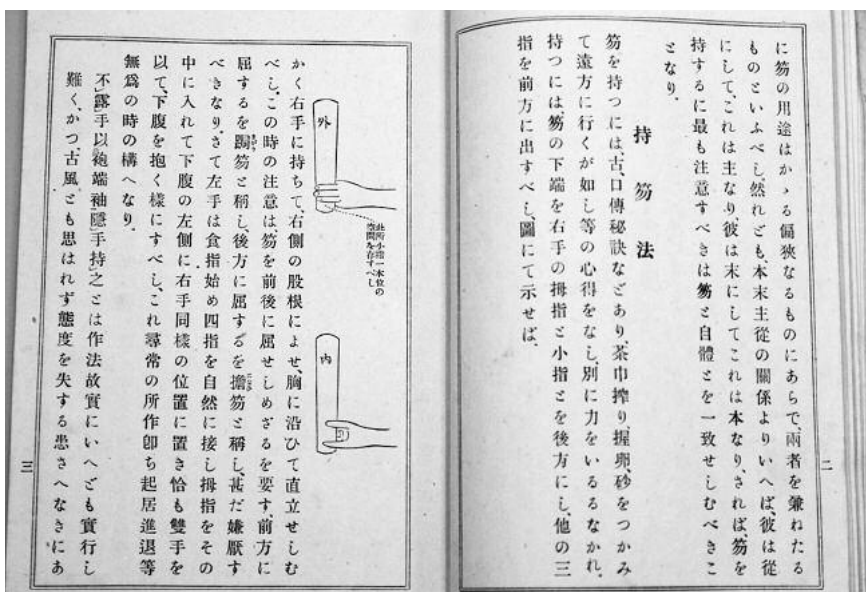 に笏の用途はかゝる偏狹なるものにあらで、兩者を兼ねたる
ものといふべし、然れども、本末主從の關係よりいへば、彼は從
にして、これは主なり、彼は末にしてこれは本なり、されば笏を
持するに最も注意すべきは笏と自體とを一致せしむべきこ
となり。
持笏法
笏を持つには、古、口傳秘訣などあり、茶巾搾り、握卵、砂をつかみ
て遠方に行くが如し等の心得をなし、別に力をいるるなかれ、
持つには、笏の下端を右手の拇指と小指とを後方にし、他の三
指を前方に出すべし、圖にて示せば、
二
外
此所小指一本位の
空間を存すべし
内
かく右手に持ちて、右側の股根によせ、胸に沿ひて直立せしむ
べし、この時の注意は笏を前後に屈せしめざるを要す、前方に
屈するを跼笏と稱し、後方に屈するを擔笏と稱し、甚だ嫌厭す
べきなり、さて左手は食指始め四指を自然に接し拇指をその
中に入れて下腹の左側に右手同樣の位置に置き恰も雙手を
以て、下腹を抱く樣にすべし、これ尋常の所作卽ち起居進退等
無爲の時の構へなり。
不露手以袍端袖隱手持之とは作法故實にいへども實行し
難く、かつ、古風とも思はれず態度を失する患さへなきにあ
三